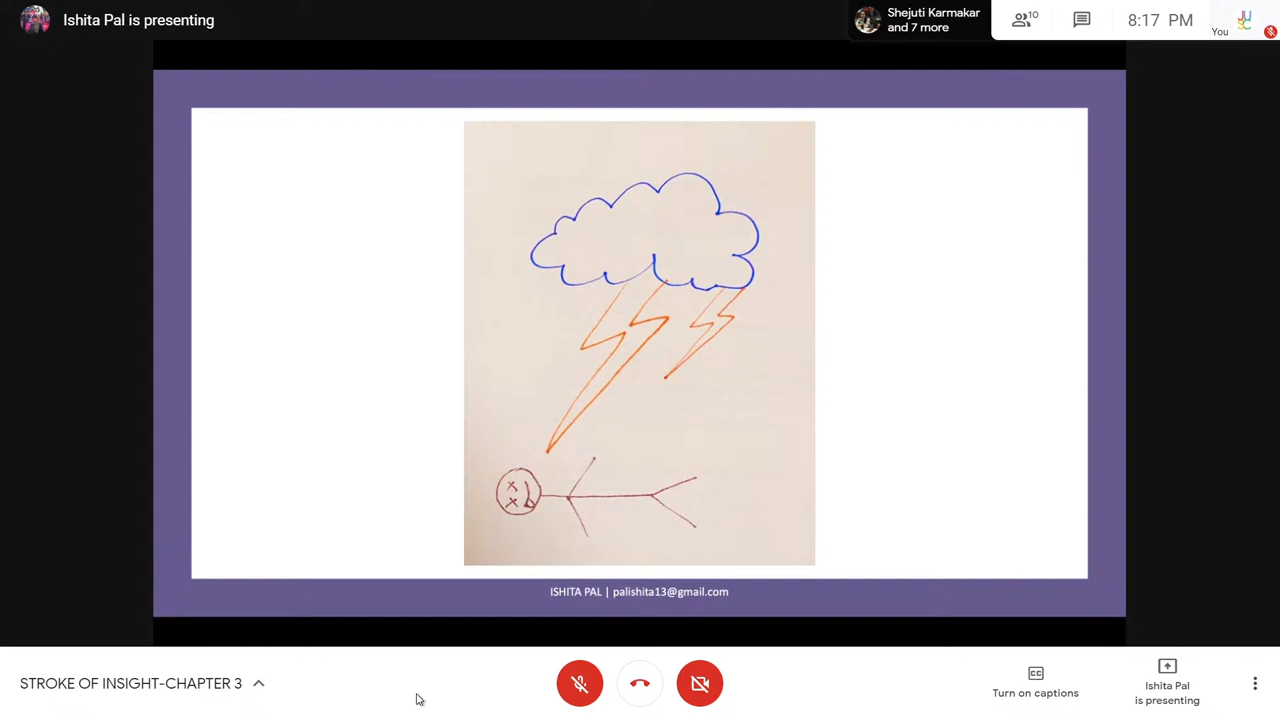 Ishita Pal is presenting
Shejuti Karmakar
and 7 more
10
8:17 PM
You
ISHITA PAL | palishita13@gmail.com
STROKE OF INSIGHT-CHAPTER 3
CC
Turn on captions
Ishita Pal
is presenting